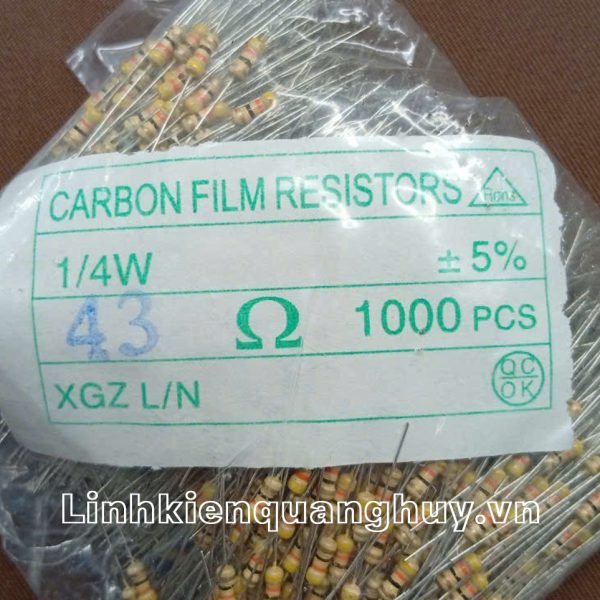 CARBON FILM RESISTORS
1/4W ± 5%
43 Ω 1000 PCS
XGZ L/N QC OK
Linhkienquanghuy.vn